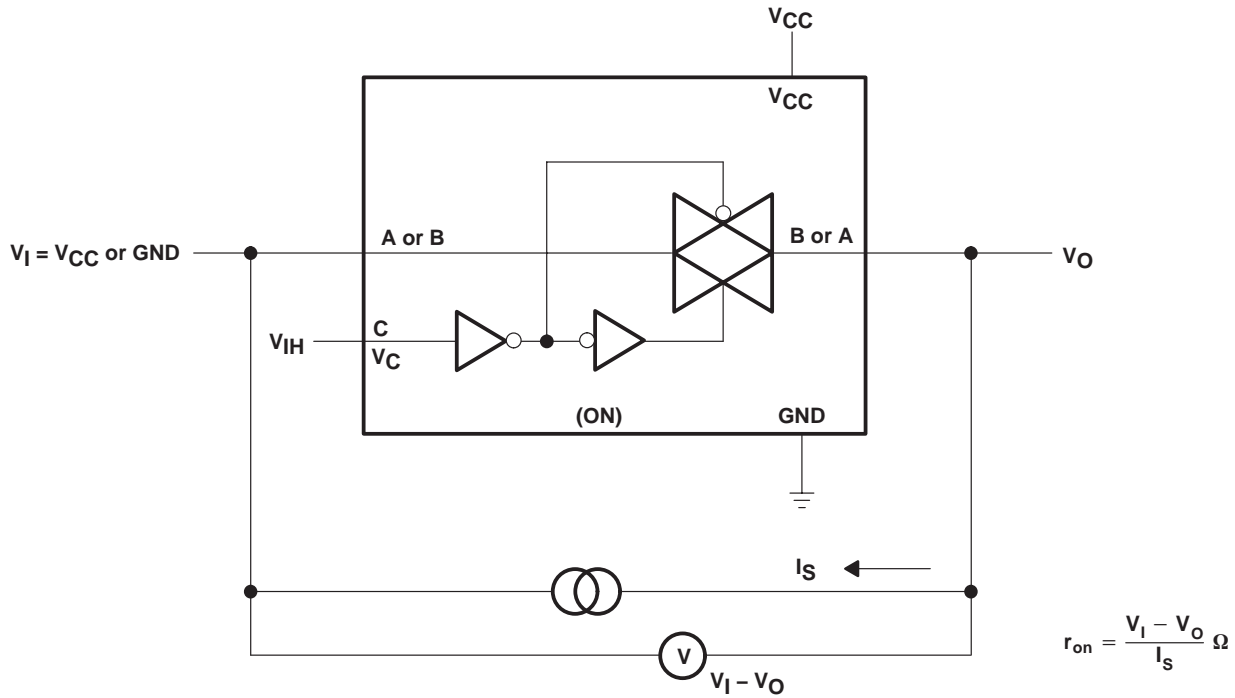 VCC
VCC
A or B
B or A
VI = VCC or GND
VO
VIH
C
VC
(ON)
GND
IS
V
VI – VO
ron = VI – VO / IS Ω